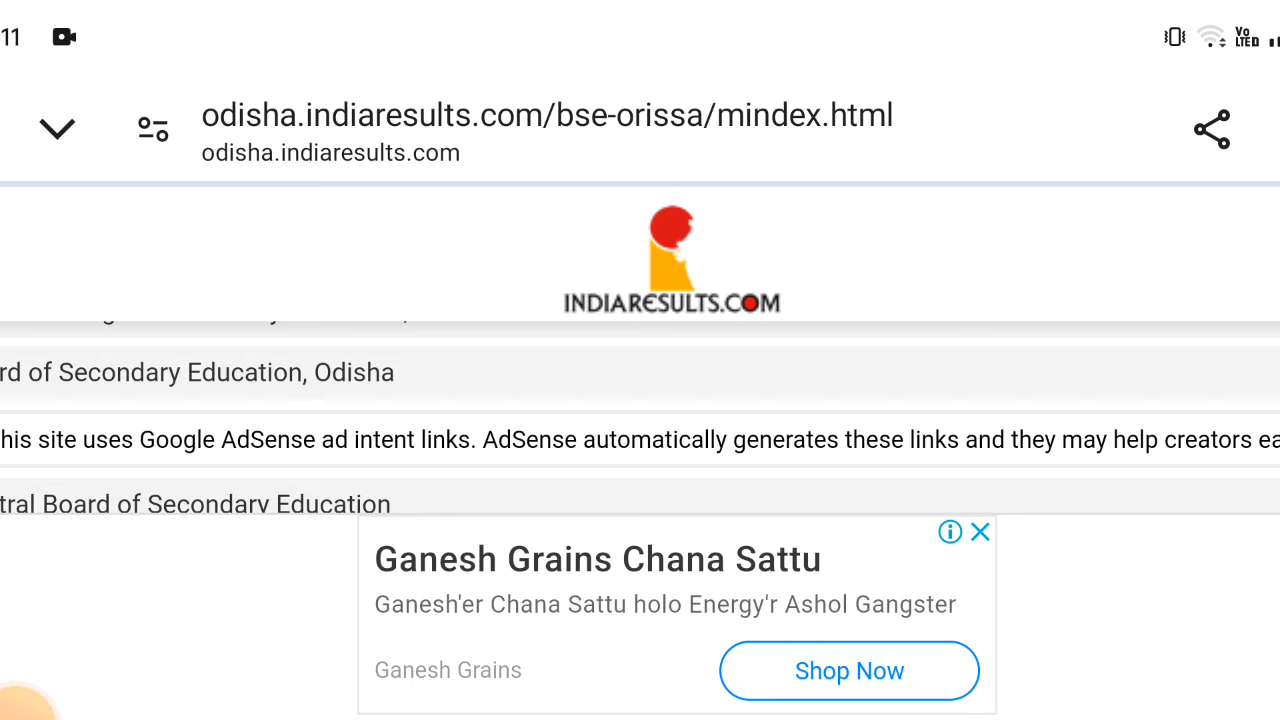 11
Vo
LTED
odisha.indiaresults.com/bse-orissa/mindex.html
odisha.indiaresults.com
INDIARESULTS.COM
rd of Secondary Education, Odisha
his site uses Google AdSense ad intent links. AdSense automatically generates these links and they may help creators ea
tral Board of Secondary Education
Ganesh Grains Chana Sattu
Ganesh'er Chana Sattu holo Energy'r Ashol Gangster
Ganesh Grains
Shop Now